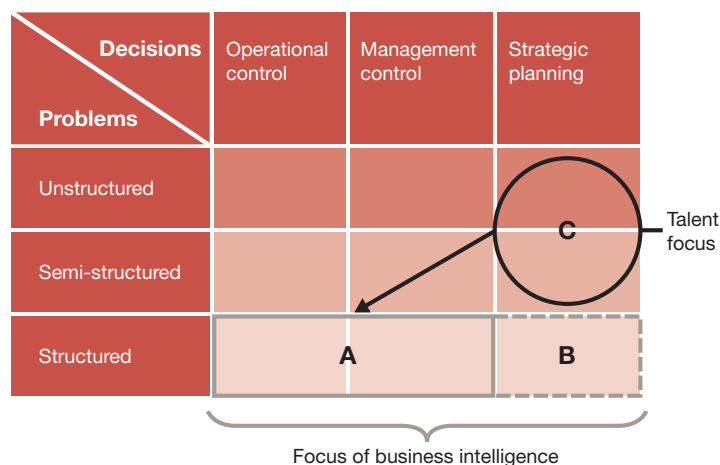 Decisions
Problems
Operational
control
Management
control
Strategic
planning
Unstructured
C
Talent
focus
Semi-structured
Structured
A
B
Focus of business intelligence